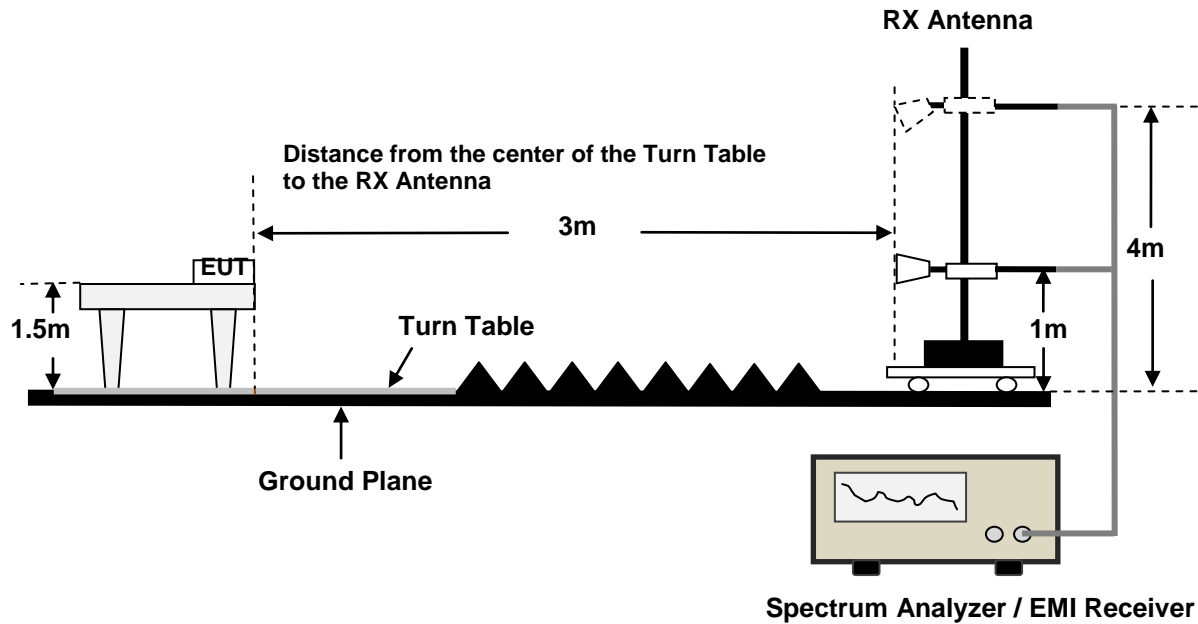 RX Antenna
Distance from the center of the Turn Table
to the RX Antenna
3m
4m
EUT
1.5m
Turn Table
1m
Ground Plane
Spectrum Analyzer / EMI Receiver